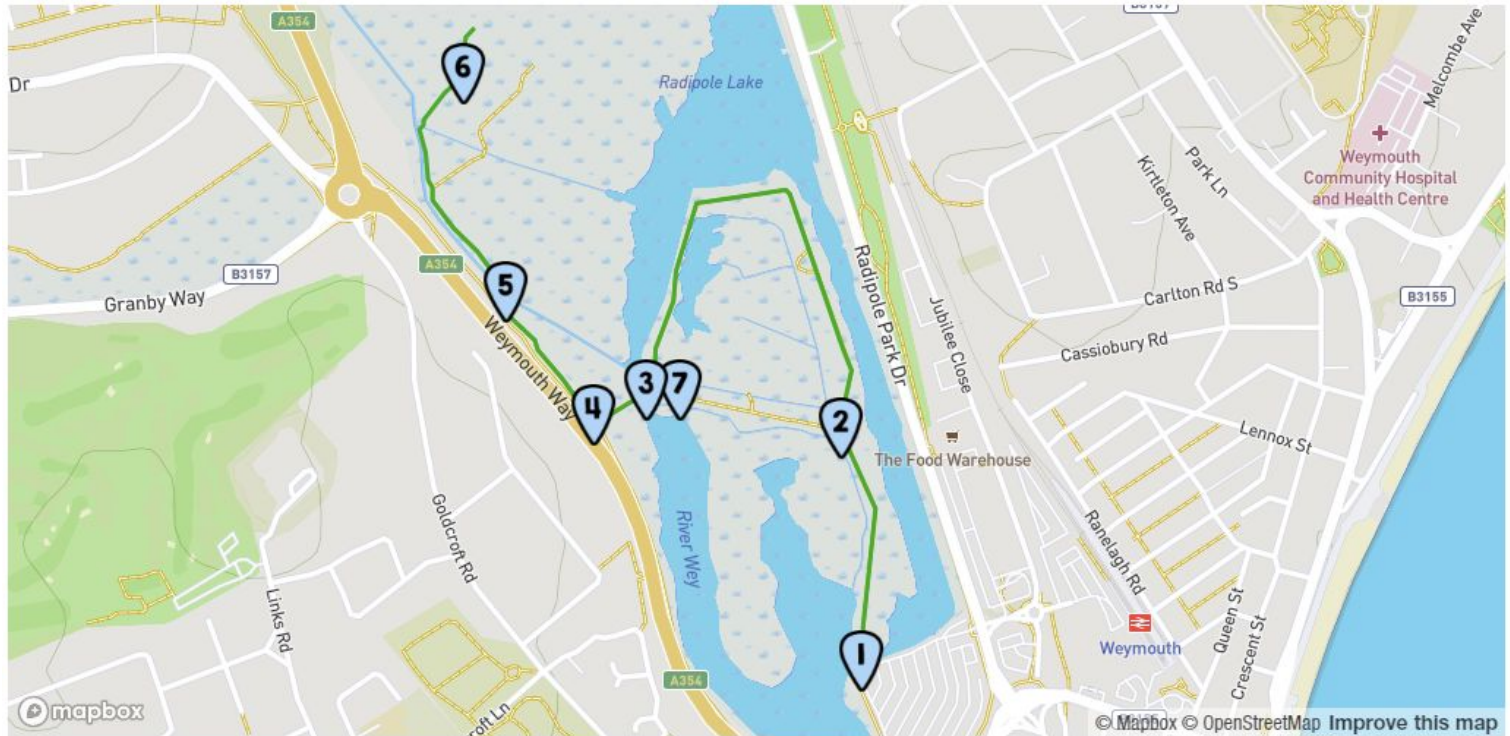 A354
6
Dr
Radipole Lake
Melcombe Ave
Weymouth
Community Hospital
and Health Centre
Park Ln
Kirtleton Ave
A354
B3157
Granby Way
5
Weymouth Way
Radipole Park Dr
Jubilee Close
Carlton Rd S
B3155
Cassiobury Rd
3
7
4
2
The Food Warehouse
Lennox St
Goldcroft Rd
River Wey
Ranelagh Rd
Links Rd
Queen St
Crescent St
1
Weymouth
A354
mapbox
croft Ln
© Mapbox © OpenStreetMap Improve this map